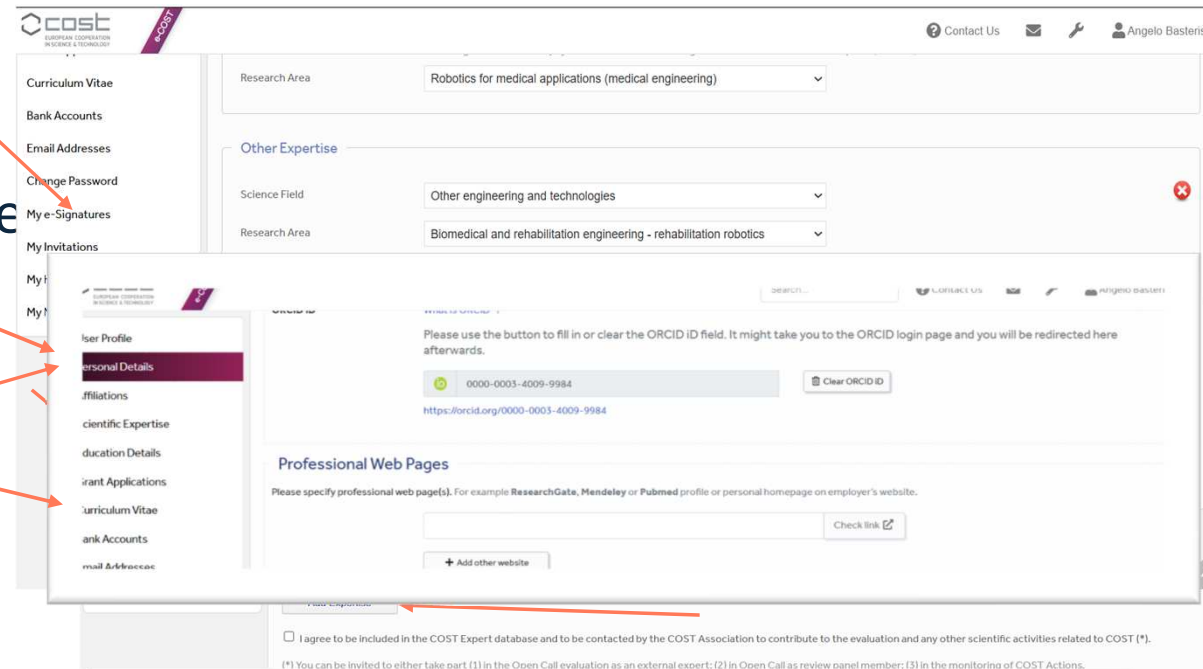 cost
EUROPEAN COOPERATION
IN SCIENCE & TECHNOLOGY
e-COST
Contact Us
Angelo Basteris
Curriculum Vitae
Bank Accounts
Email Addresses
Change Password
My e-Signatures
My Invitations
My
My
Research Area
Robotics for medical applications (medical engineering)
Other Expertise
Science Field
Other engineering and technologies
Research Area
Biomedical and rehabilitation engineering - rehabilitation robotics
e
EUROPEAN COOPERATION
IN SCIENCE & TECHNOLOGY
Search...
Contact Us
Angelo Basteri
ser Profile
ersonal Details
ffiliations
cientific Expertise
ducation Details
rant Applications
urriculum Vitae
ank Accounts
mail Addresses
ORCID ID
What is ORCID ?
Please use the button to fill in or clear the ORCID iD field. It might take you to the ORCID login page and you will be redirected here
afterwards.
iD
0000-0003-4009-9984
Clear ORCID ID
https://orcid.org/0000-0003-4009-9984
Professional Web Pages
Please specify professional web page(s). For example ResearchGate, Mendeley or Pubmed profile or personal homepage on employer's website.
Check link
+ Add other website
Add Expertise
I agree to be included in the COST Expert database and to be contacted by the COST Association to contribute to the evaluation and any other scientific activities related to COST (*).
(*) You can be invited to either take part (1) in the Open Call evaluation as an external expert; (2) in Open Call as review panel member; (3) in the monitoring of COST Actions.